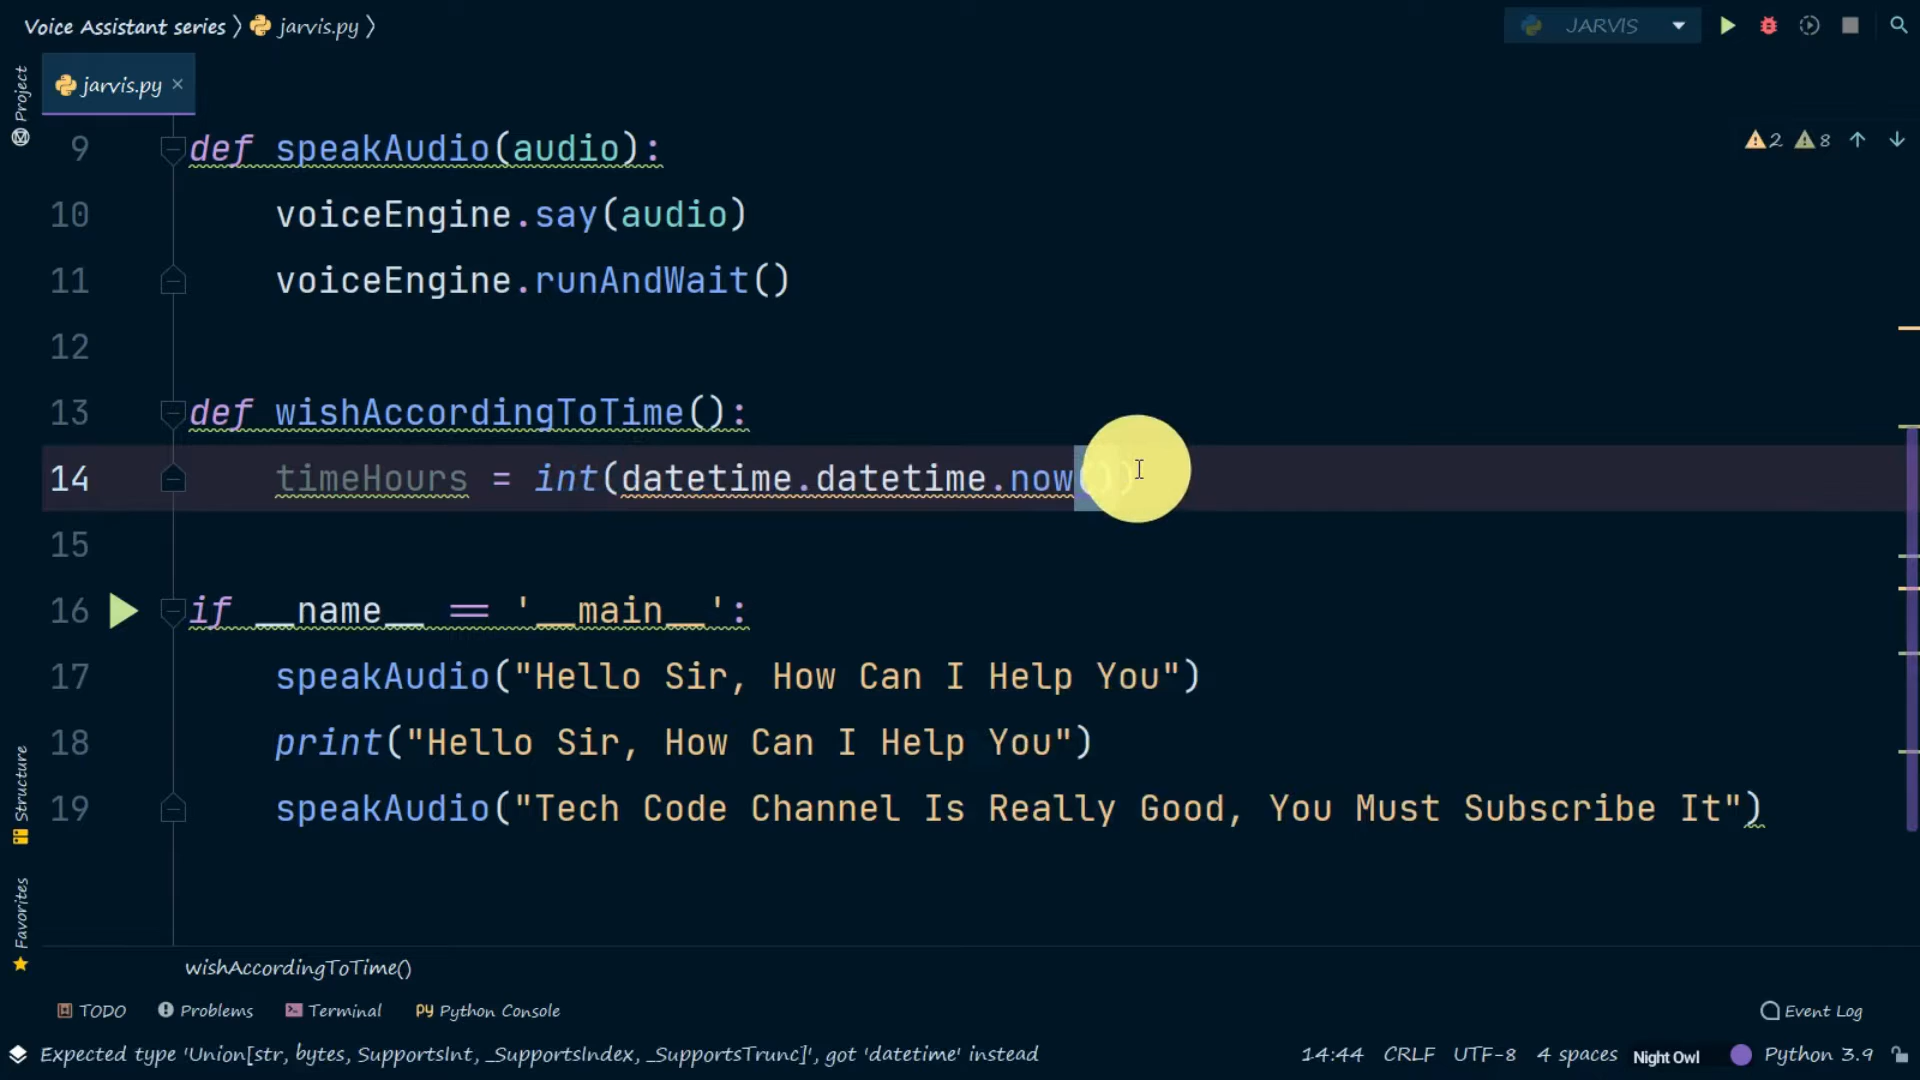 Voice Assistant series 〉 jarvis.py 〉
JARVIS
jarvis.py ×
Project
2 8
9 def speakAudio(audio):
10 voiceEngine.say(audio)
11 voiceEngine.runAndWait()
12
13 def wishAccordingToTime():
14 timeHours = int(datetime.datetime.now())
15
16 if __name__ == '__main__':
17 speakAudio("Hello Sir, How Can I Help You")
18 print("Hello Sir, How Can I Help You")
19 speakAudio("Tech Code Channel Is Really Good, You Must Subscribe It")
Structure
Favorites
wishAccordingToTime()
TODO Problems Terminal Python Console Event Log
Expected type 'Union[str, bytes, SupportsInt, _SupportsIndex, _SupportsTrunc]', got 'datetime' instead 14:44 CRLF UTF-8 4 spaces Night Owl Python 3.9